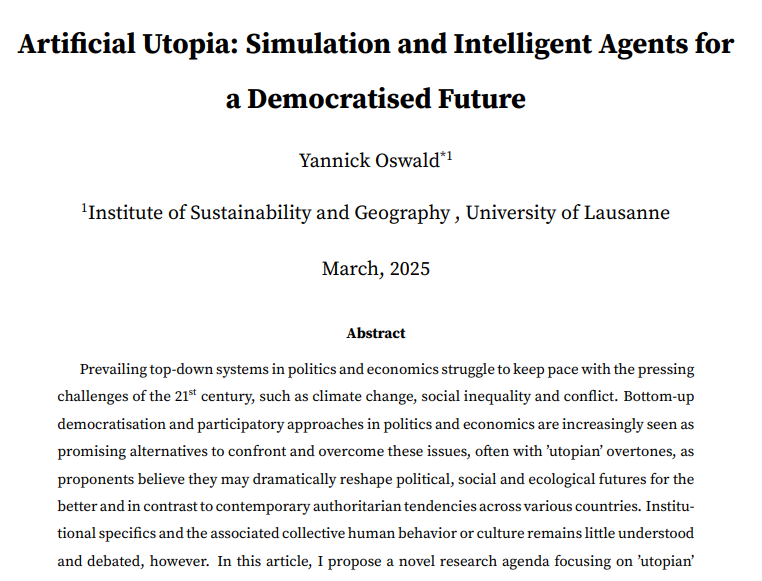 Artificial Utopia: Simulation and Intelligent Agents for
a Democratised Future
Yannick Oswald*1
1Institute of Sustainability and Geography , University of Lausanne
March, 2025
Abstract
Prevailing top-down systems in politics and economics struggle to keep pace with the pressing
challenges of the 21st century, such as climate change, social inequality and conflict. Bottom-up
democratisation and participatory approaches in politics and economics are increasingly seen as
promising alternatives to confront and overcome these issues, often with ’utopian’ overtones, as
proponents believe they may dramatically reshape political, social and ecological futures for the
better and in contrast to contemporary authoritarian tendencies across various countries. Institu-
tional specifics and the associated collective human behavior or culture remains little understood
and debated, however. In this article, I propose a novel research agenda focusing on ’utopian’